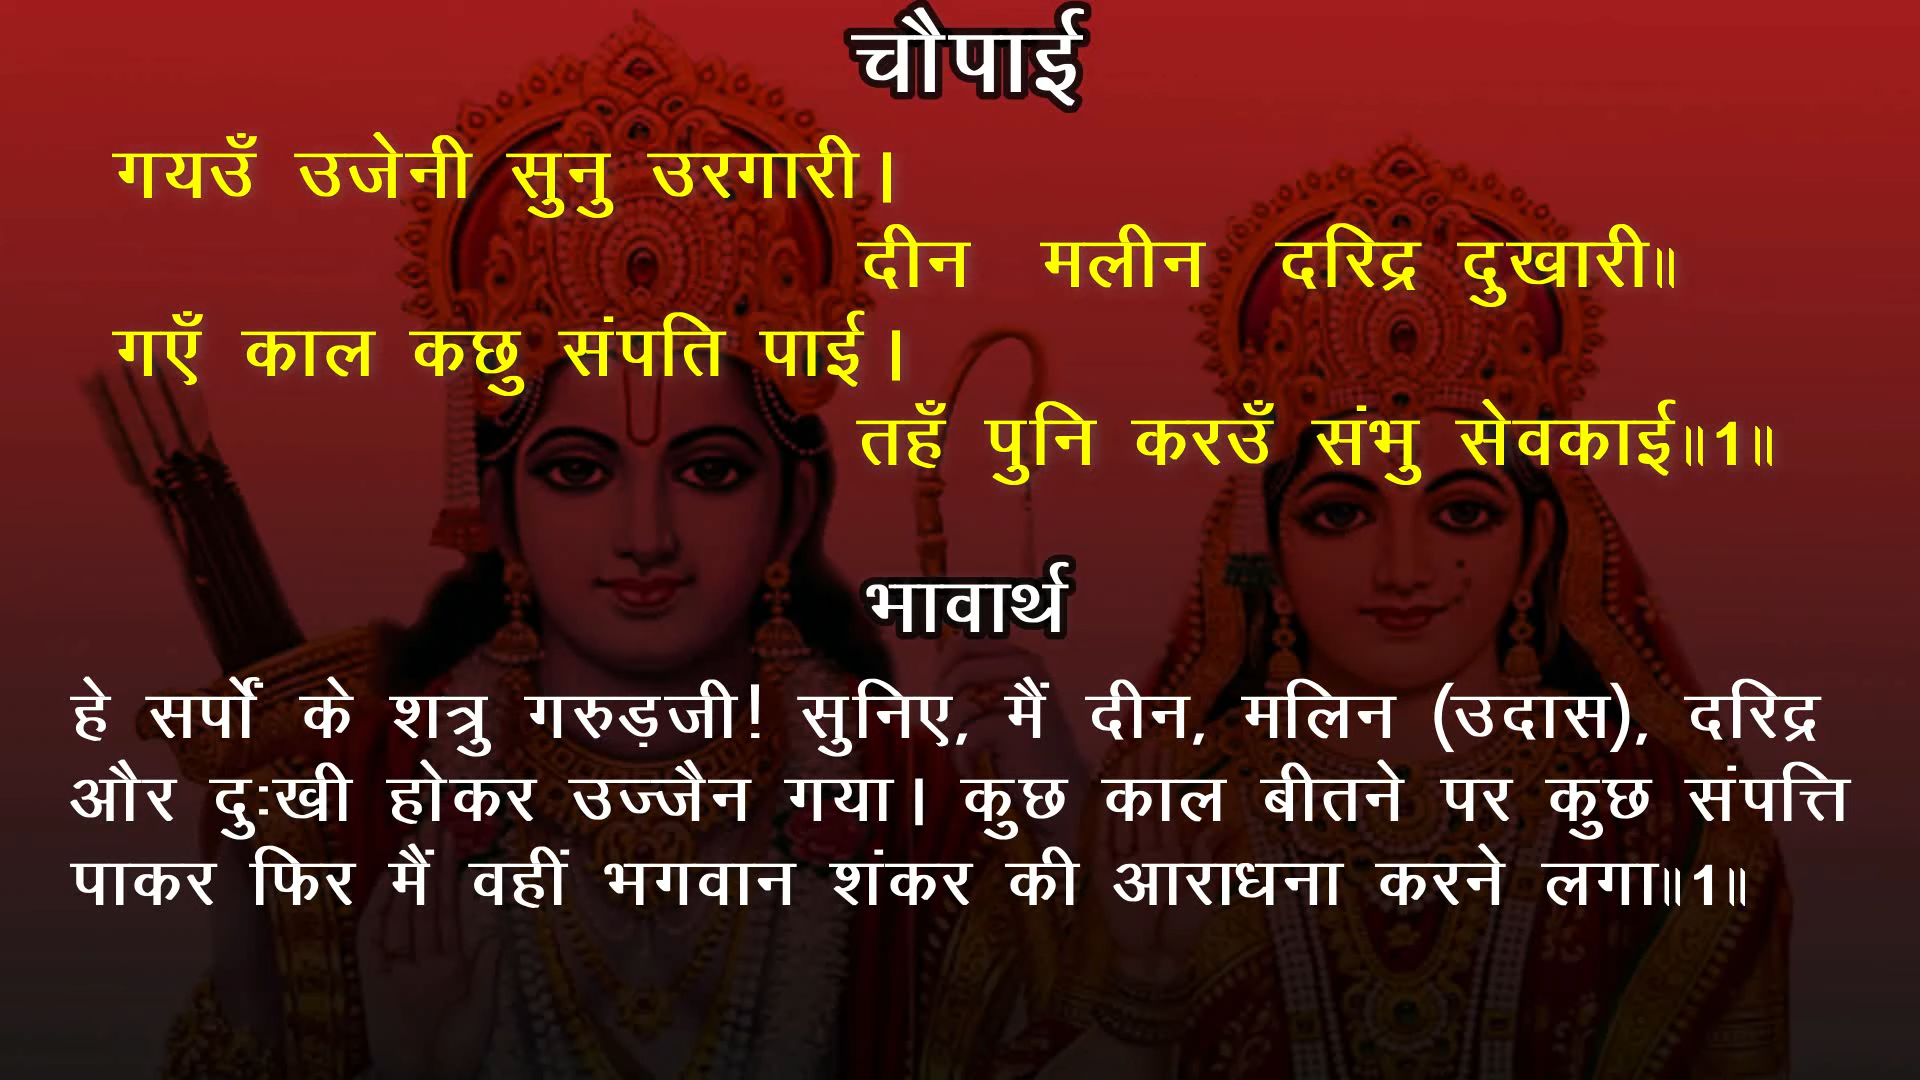 चौपाई
गयउँ उजेनी सुनु उरगारी।
दीन मलीन दरिद्र दुखारी॥
गएँ काल कछु संपति पाई।
तहँ पुनि करउँ संभु सेवकाई॥1॥
भावार्थ
हे सर्पों के शत्रु गरुड़जी! सुनिए, मैं दीन, मलिन (उदास), दरिद्र
और दुःखी होकर उज्जैन गया। कुछ काल बीतने पर कुछ संपत्ति
पाकर फिर मैं वहीं भगवान शंकर की आराधना करने लगा॥1॥